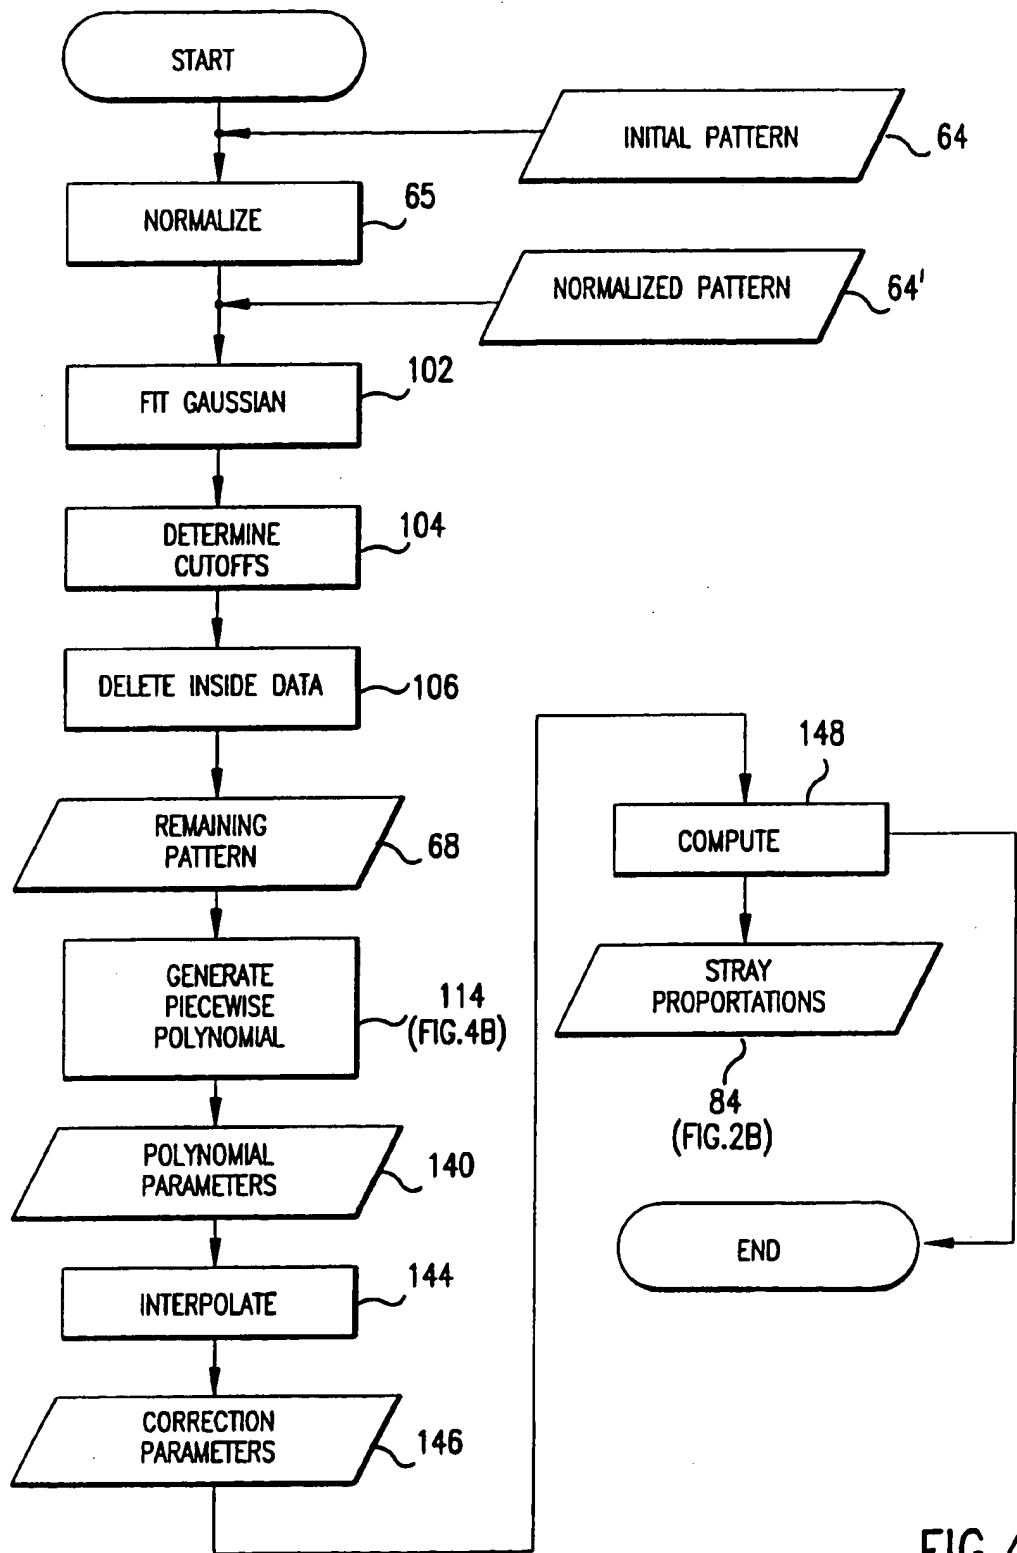 START
INITIAL PATTERN
64
NORMALIZE
65
NORMALIZED PATTERN
64'
FIT GAUSSIAN
102
DETERMINE
CUTOFFS
104
DELETE INSIDE DATA
106
REMAINING
PATTERN
68
GENERATE
PIECEWISE
POLYNOMIAL
114
(FIG.4B)
POLYNOMIAL
PARAMETERS
140
INTERPOLATE
144
CORRECTION
PARAMETERS
146
148
COMPUTE
STRAY
PROPORTATIONS
84
(FIG.2B)
END
FIG.4